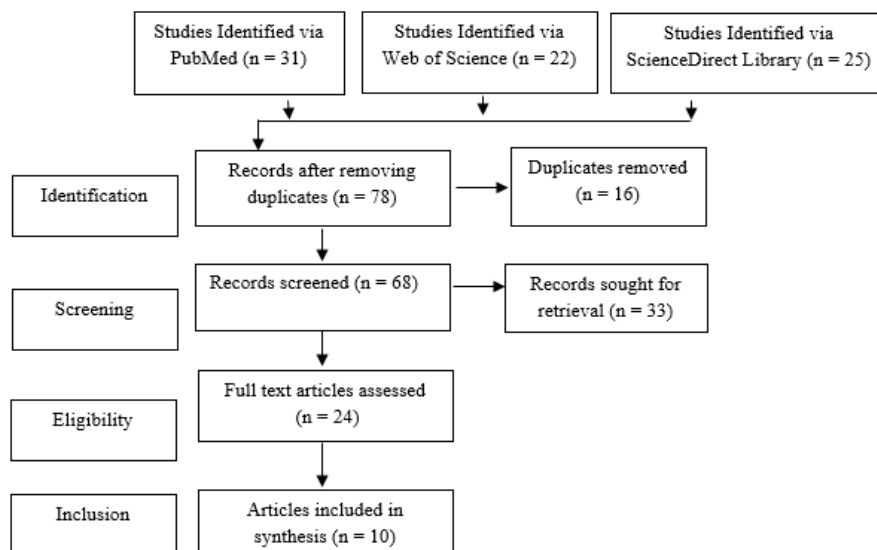 Studies Identified via
PubMed (n = 31)
Studies Identified via
Web of Science (n = 22)
Studies Identified via
ScienceDirect Library (n = 25)
Identification
Records after removing
duplicates (n = 78)
Duplicates removed
(n = 16)
Screening
Records screened (n = 68)
Records sought for
retrieval (n = 33)
Eligibility
Full text articles assessed
(n = 24)
Inclusion
Articles included in
synthesis (n = 10)